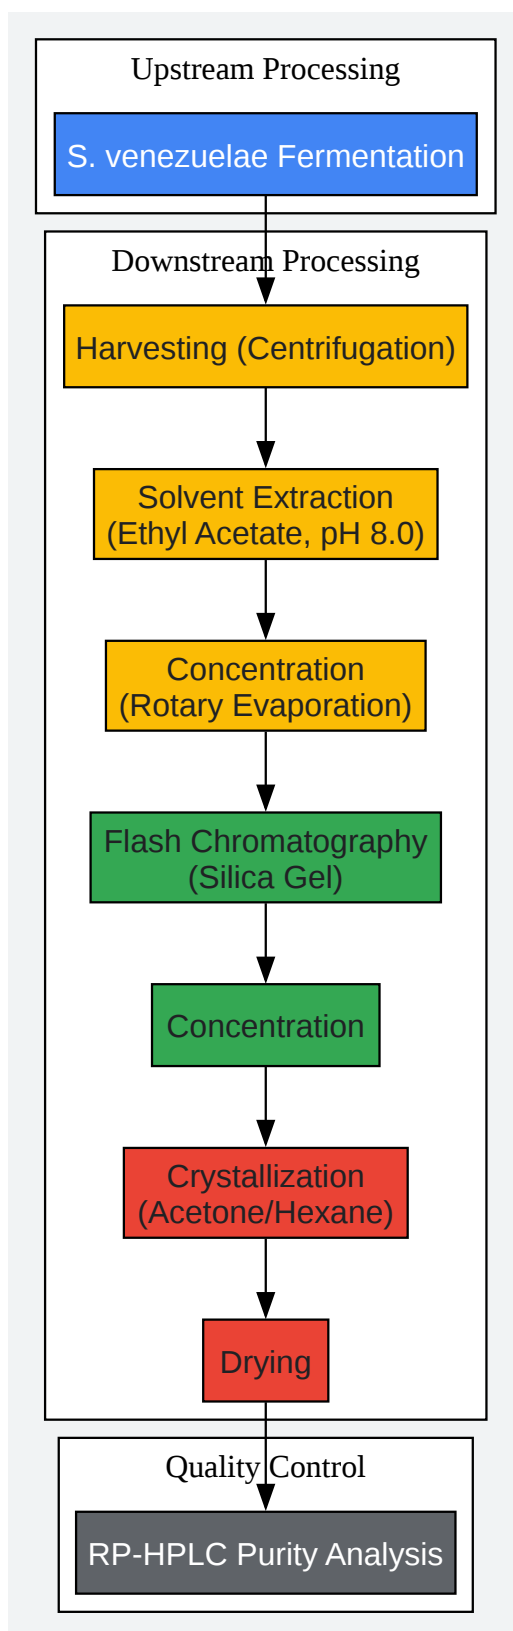 Upstream Processing
S. venezuelae Fermentation
Downstream Processing
Harvesting (Centrifugation)
Solvent Extraction
(Ethyl Acetate, pH 8.0)
Concentration
(Rotary Evaporation)
Flash Chromatography
(Silica Gel)
Concentration
Crystallization
(Acetone/Hexane)
Drying
Quality Control
RP-HPLC Purity Analysis